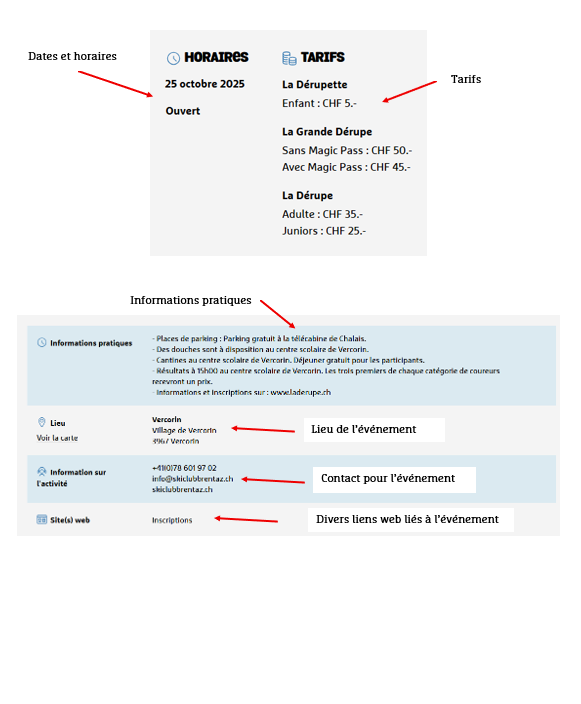 Dates et horaires
HORAIRES
25 octobre 2025
Ouvert
TARIFS
La Dérupette
Enfant : CHF 5.-
La Grande Dérupe
Sans Magic Pass : CHF 50.-
Avec Magic Pass : CHF 45.-
La Dérupe
Adulte : CHF 35.-
Juniors : CHF 25.-
Tarifs
Informations pratiques
Informations pratiques
- Places de parking : Parking gratuit à la télécabine de Chalais.
- Des douches sont à disposition au centre scolaire de Vercorin.
- Cantines au centre scolaire de Vercorin. Déjeuner gratuit pour les participants.
- Résultats à 15h00 au centre scolaire de Vercorin. Les trois premiers de chaque catégorie de coureurs
recevront un prix.
- Informations et inscriptions sur : www.laderupe.ch
Lieu
Voir la carte
Vercorin
Village de Vercorin
3967 Vercorin
Lieu de l'événement
Information sur
l'activité
+41(0)78 601 97 02
info@skiclubbrentaz.ch
skiclubbrentaz.ch
Contact pour l'événement
Site(s) web
Inscriptions
Divers liens web liés à l'événement